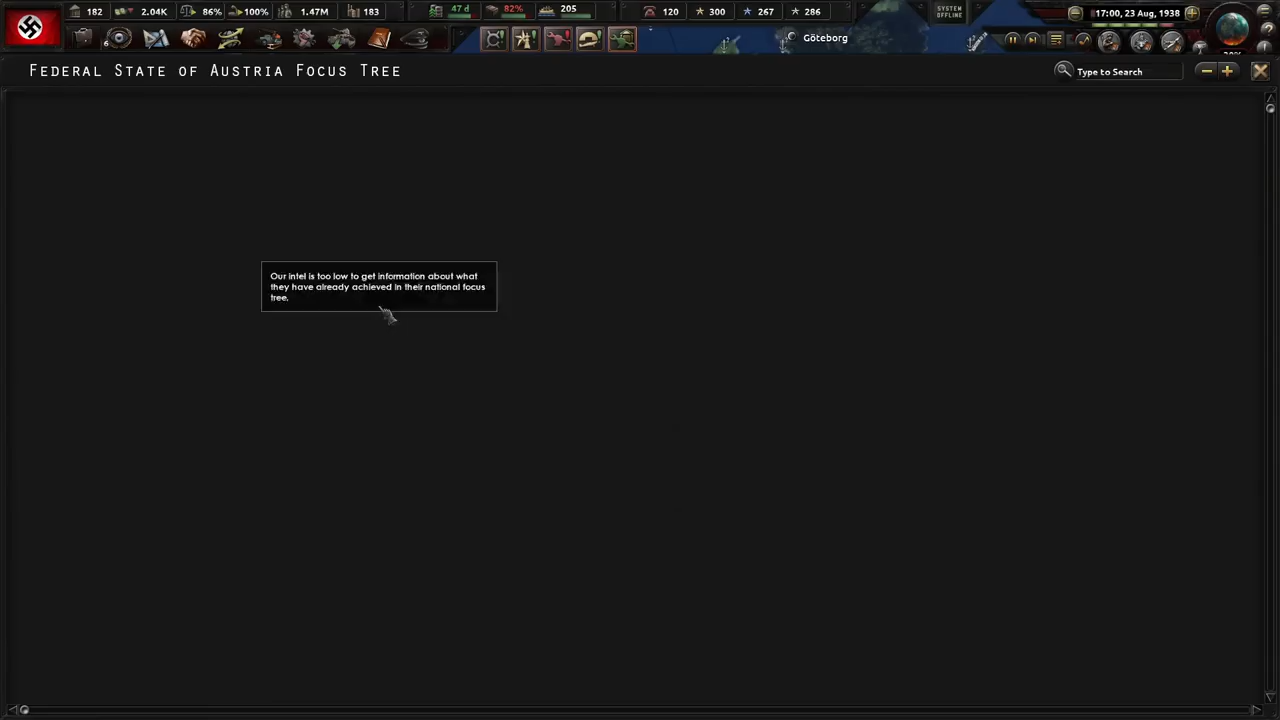 182 2.04K 86% 100% 1.47M 183 47 d 82% 205 120 300 267 286 SYSTEM OFFLINE 17:00, 23 Aug, 1938
6
Göteborg
Federal State of Austria Focus Tree
Type to Search
Our intel is too low to get information about what
they have already achieved in their national focus
tree.